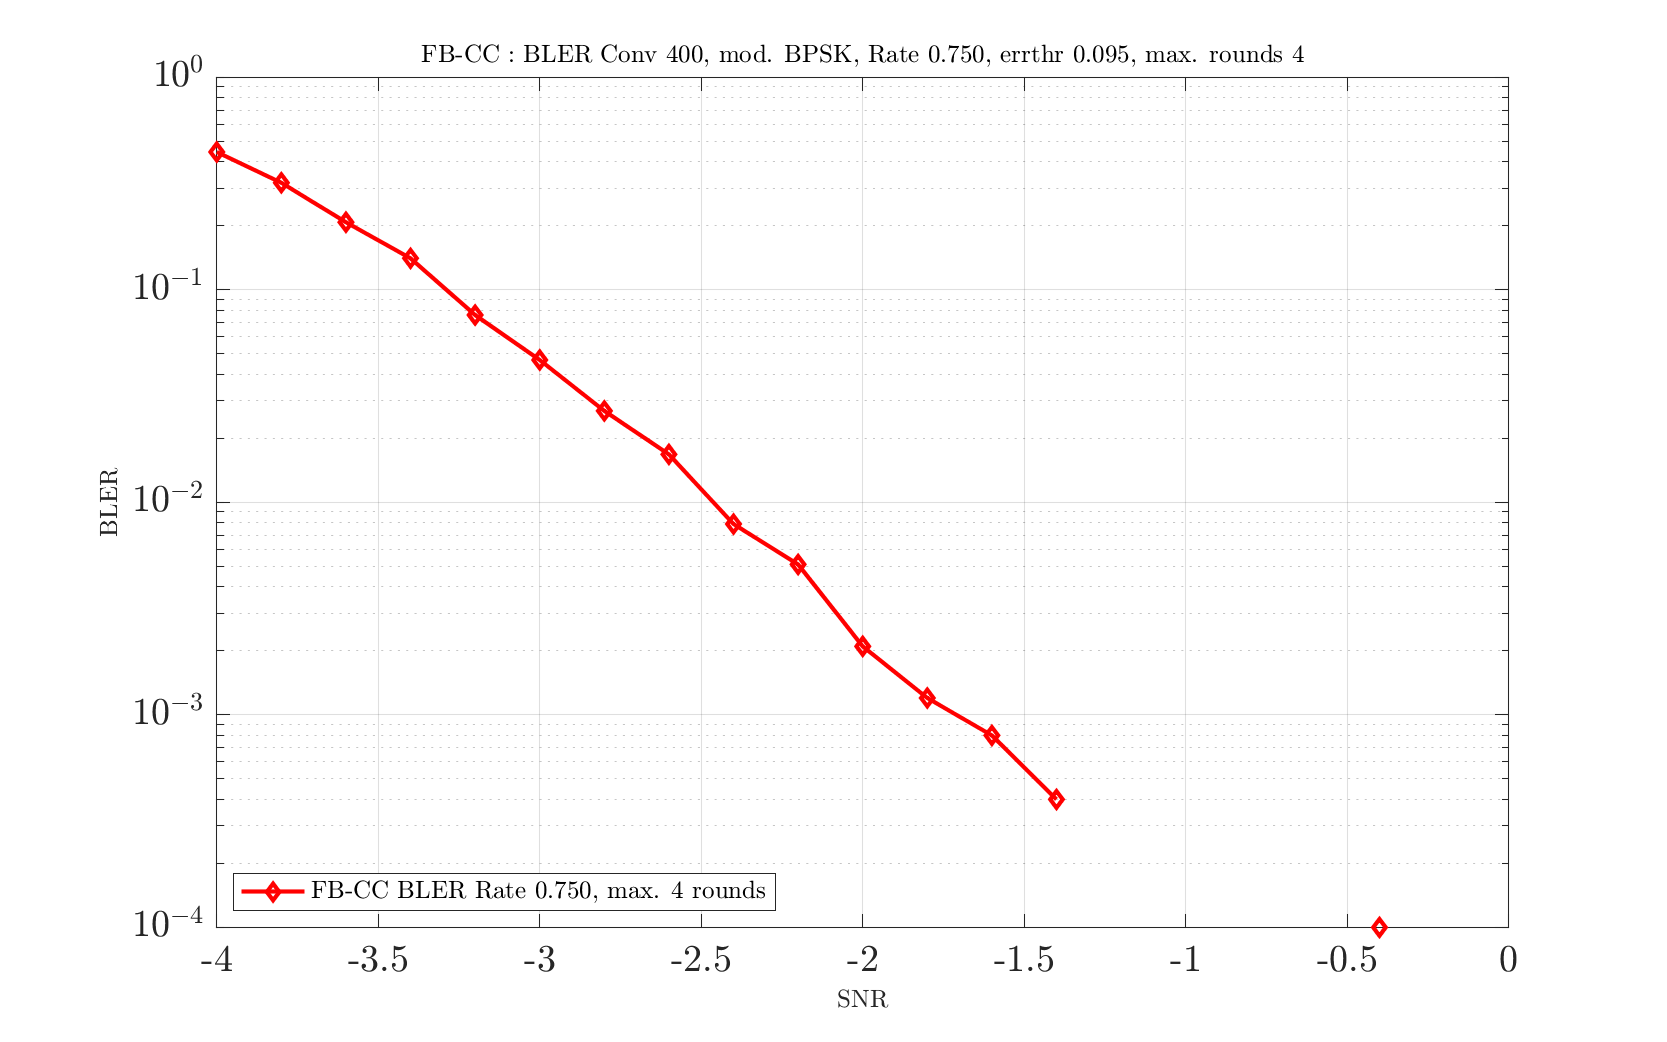 FB-CC : BLER Conv 400, mod. BPSK, Rate 0.750, errthr 0.095, max. rounds 4
10^0
10^-1
10^-2
10^-3
10^-4
BLER
FB-CC BLER Rate 0.750, max. 4 rounds
-4 -3.5 -3 -2.5 -2 -1.5 -1 -0.5 0
SNR